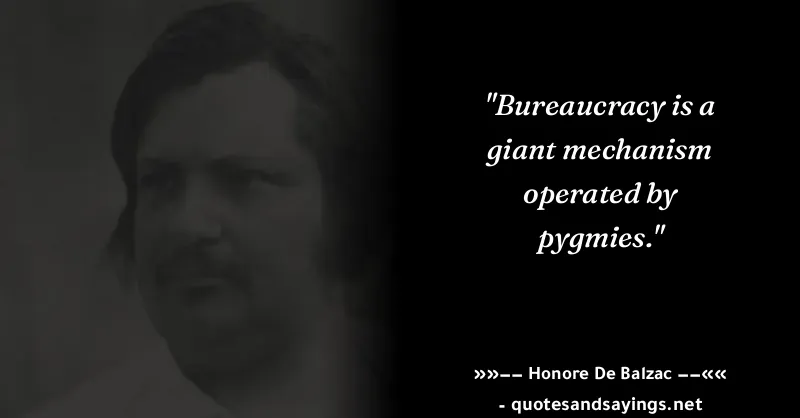 "Bureaucracy is a
giant mechanism
operated by
pygmies."
»»−− Honore De Balzac −−««
- quotesandsayings.net